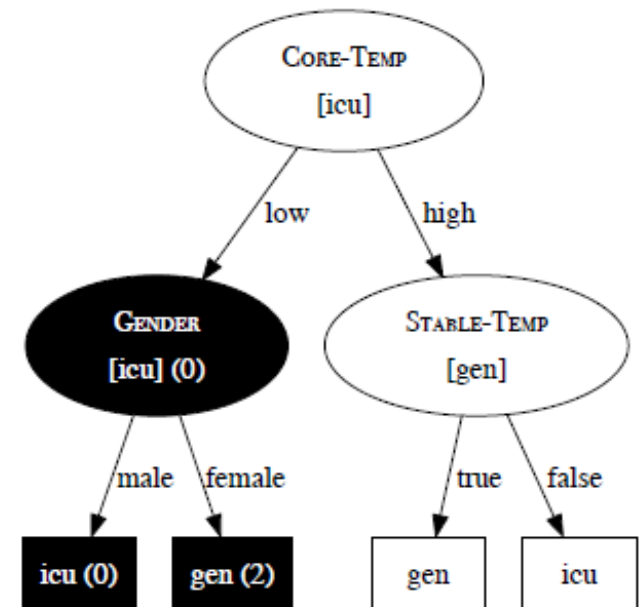 CORE-TEMP
[icu]
low
high
GENDER
[icu] (0)
STABLE-TEMP
[gen]
male
female
true
false
icu (0)
gen (2)
gen
icu